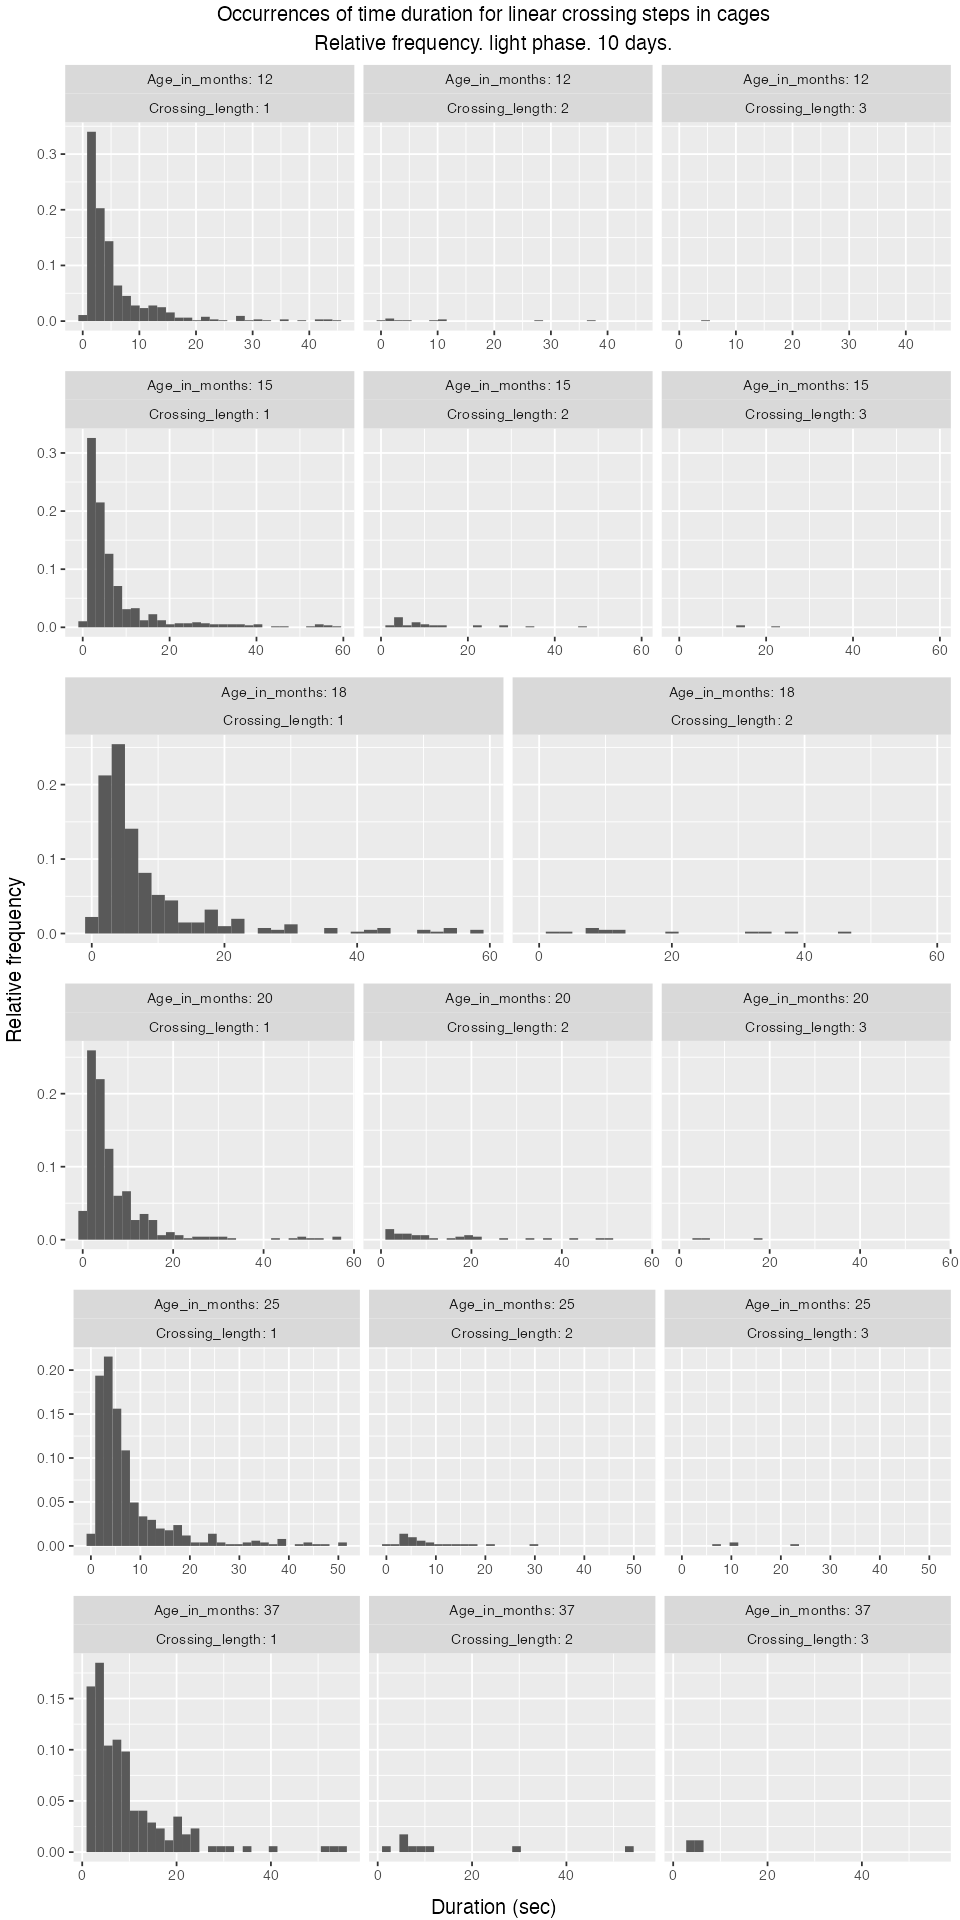 Occurrences of time duration for linear crossing steps in cages
Relative frequency. light phase. 10 days.
Age_in_months: 12 Age_in_months: 12 Age_in_months: 12
Crossing_length: 1 Crossing_length: 2 Crossing_length: 3
0.3
0.2
0.1
0.0
0 10 20 30 40 0 10 20 30 40 0 10 20 30 40
Age_in_months: 15 Age_in_months: 15 Age_in_months: 15
Crossing_length: 1 Crossing_length: 2 Crossing_length: 3
0.3
0.2
0.1
0.0
0 20 40 60 0 20 40 60 0 20 40 60
Age_in_months: 18 Age_in_months: 18
Crossing_length: 1 Crossing_length: 2
0.2
0.1
0.0
0 20 40 60 0 20 40 60
Relative frequency
Age_in_months: 20 Age_in_months: 20 Age_in_months: 20
Crossing_length: 1 Crossing_length: 2 Crossing_length: 3
0.2
0.1
0.0
0 20 40 60 0 20 40 60 0 20 40 60
Age_in_months: 25 Age_in_months: 25 Age_in_months: 25
Crossing_length: 1 Crossing_length: 2 Crossing_length: 3
0.20
0.15
0.10
0.05
0.00
0 10 20 30 40 50 0 10 20 30 40 50 0 10 20 30 40 50
Age_in_months: 37 Age_in_months: 37 Age_in_months: 37
Crossing_length: 1 Crossing_length: 2 Crossing_length: 3
0.15
0.10
0.05
0.00
0 20 40 0 20 40 0 20 40
Duration (sec)